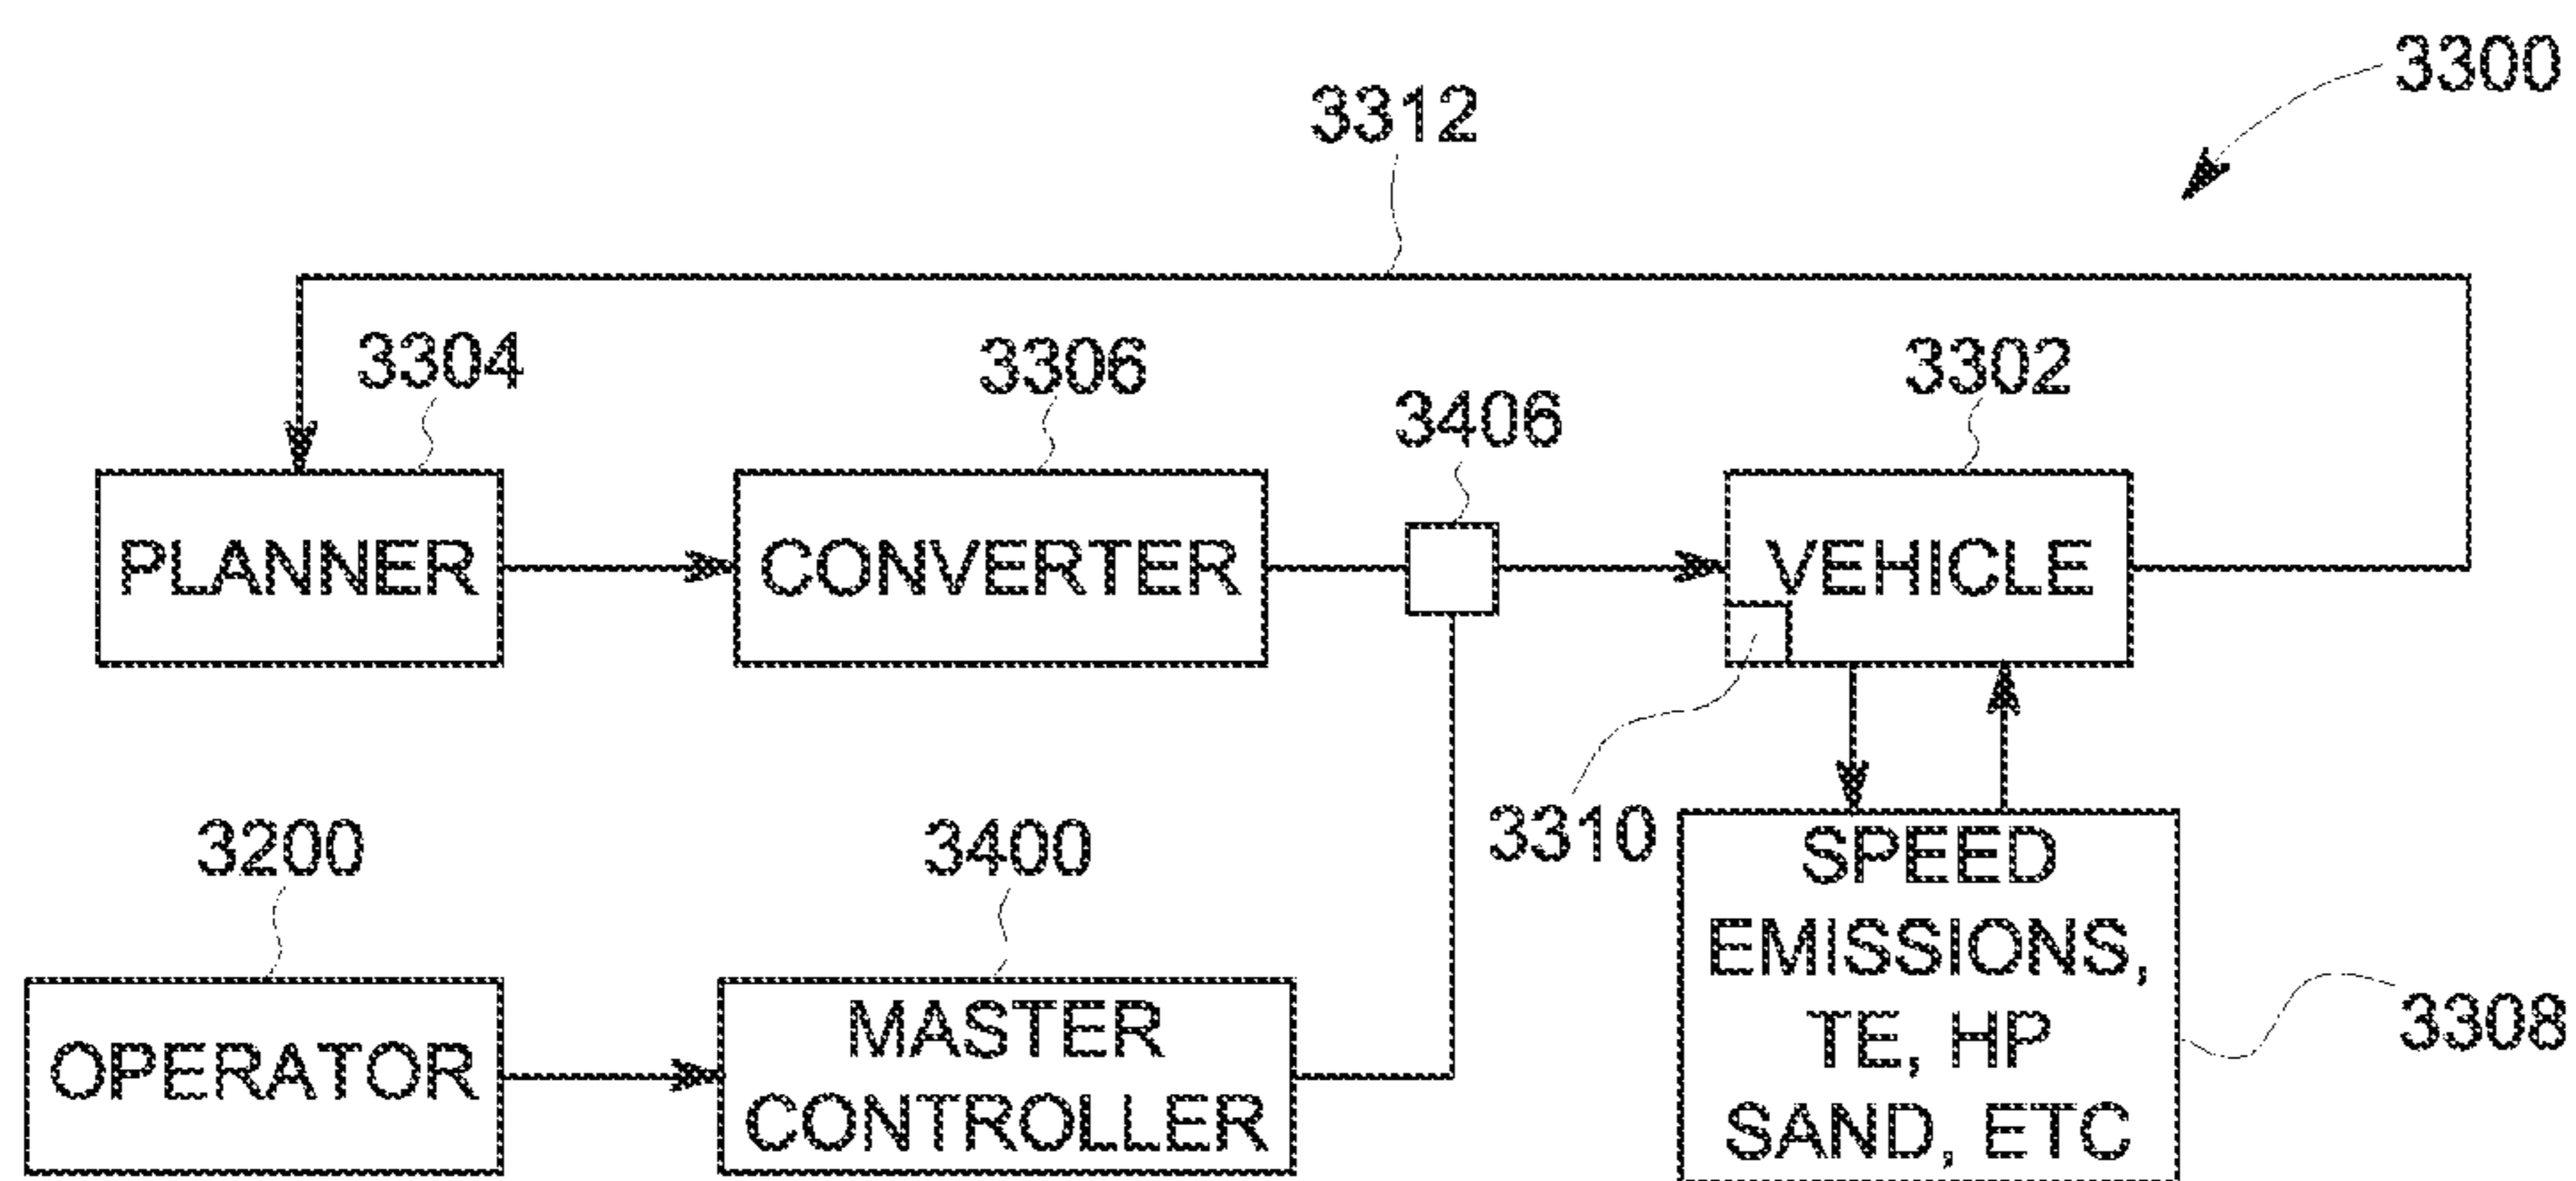 3300
3312
3304
3306
3406
3302
PLANNER
CONVERTER
VEHICLE
3310
3200
3400
SPEED
EMISSIONS,
TE, HP
SAND, ETC
3308
OPERATOR
MASTER
CONTROLLER